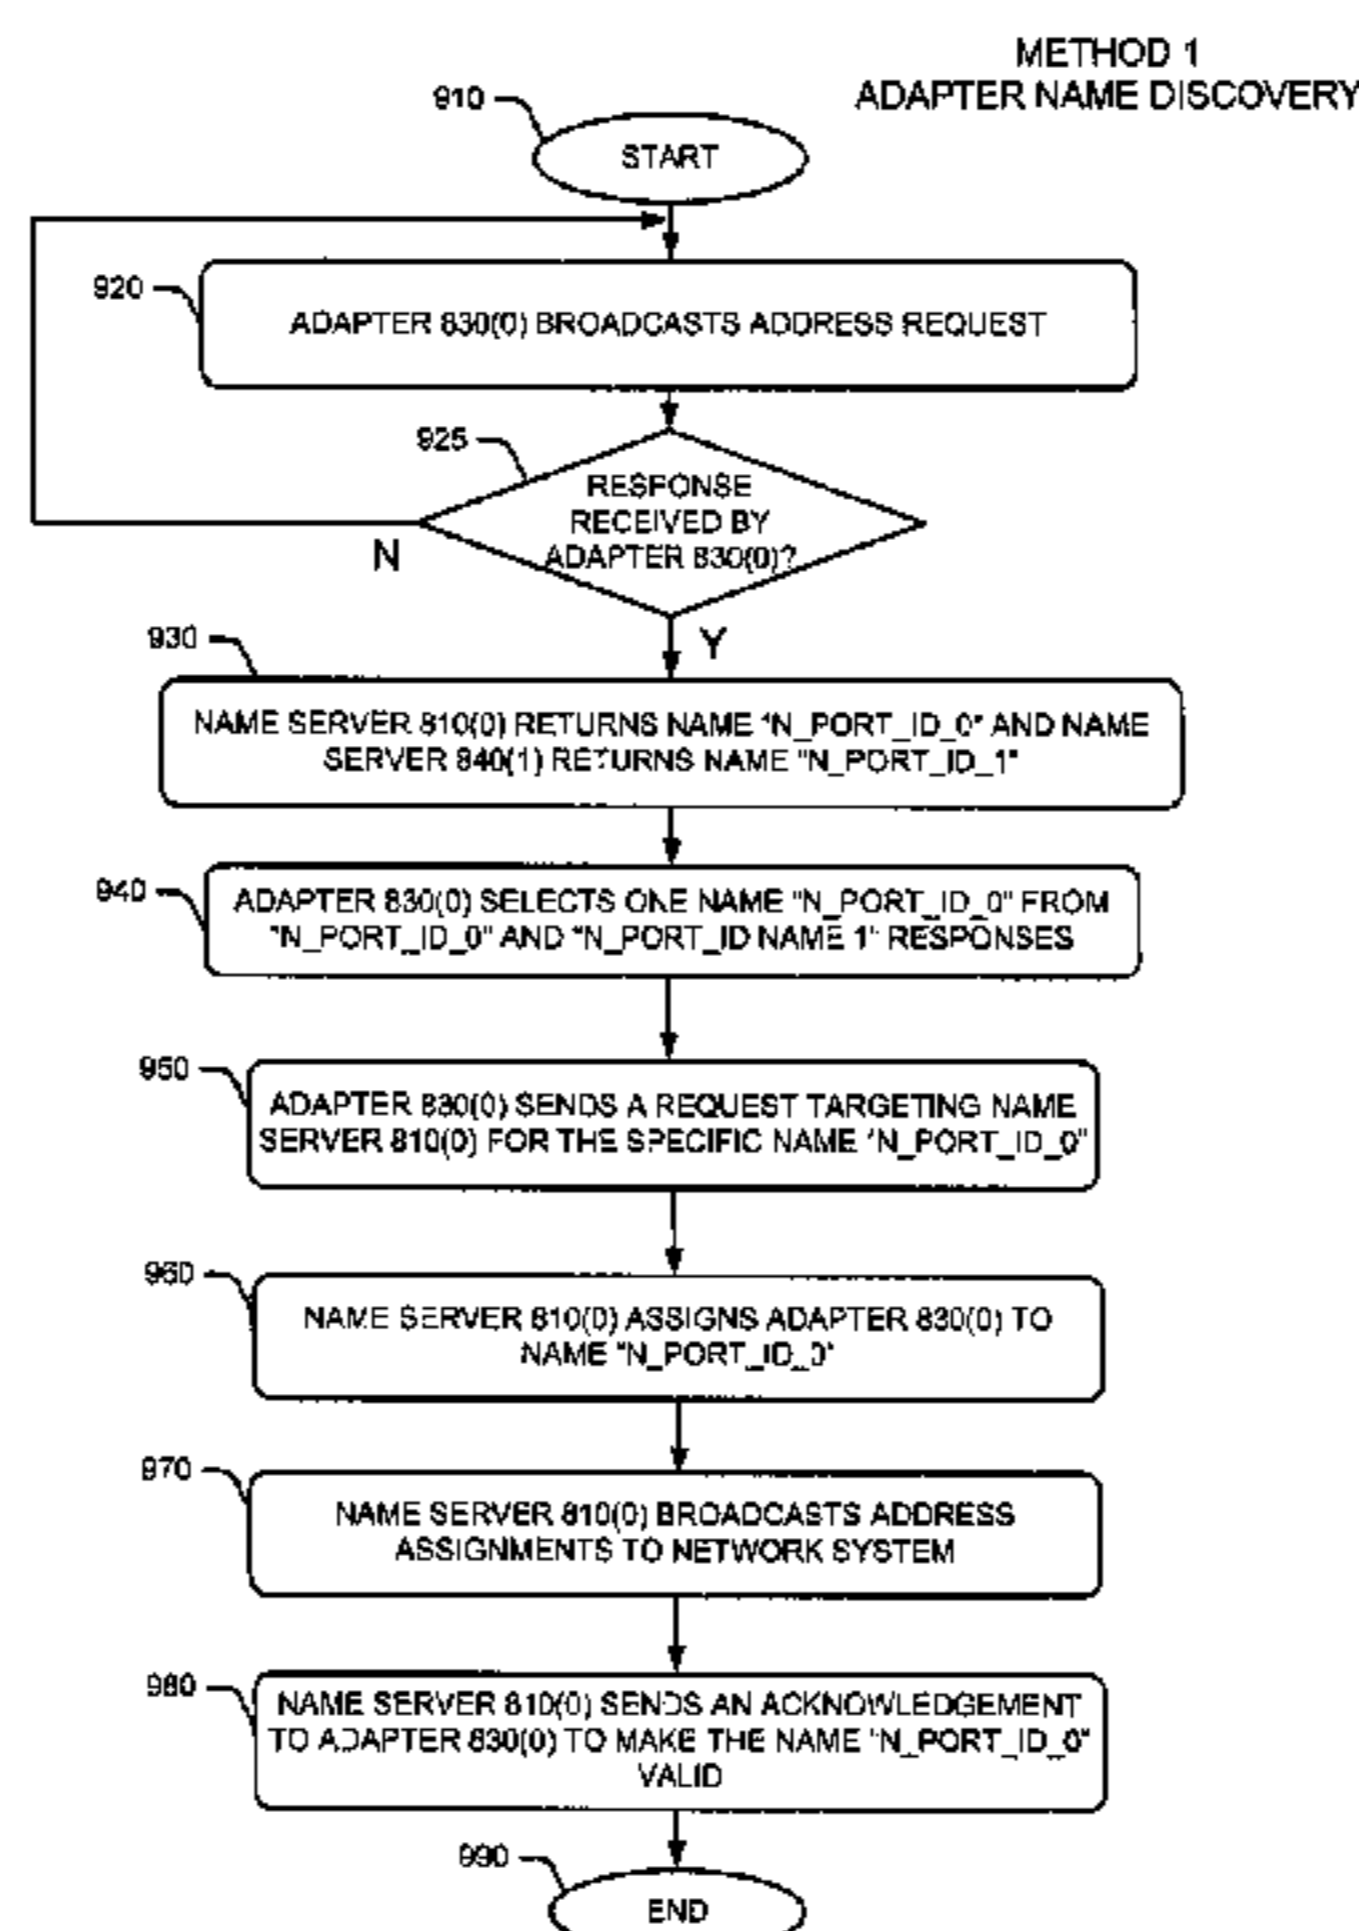 METHOD 1
ADAPTER NAME DISCOVERY
910
START
920
ADAPTER 830(0) BROADCASTS ADDRESS REQUEST
925
RESPONSE
RECEIVED BY
ADAPTER 830(0)?
N
Y
930
NAME SERVER 810(0) RETURNS NAME "N_PORT_ID_0" AND NAME
SERVER 840(1) RETURNS NAME "N_PORT_ID_1"
940
ADAPTER 830(0) SELECTS ONE NAME "N_PORT_ID_0" FROM
"N_PORT_ID_0" AND "N_PORT_ID NAME 1" RESPONSES
950
ADAPTER 830(0) SENDS A REQUEST TARGETING NAME
SERVER 810(0) FOR THE SPECIFIC NAME "N_PORT_ID_0"
960
NAME SERVER 810(0) ASSIGNS ADAPTER 830(0) TO
NAME "N_PORT_ID_0"
970
NAME SERVER 810(0) BROADCASTS ADDRESS
ASSIGNMENTS TO NETWORK SYSTEM
980
NAME SERVER 810(0) SENDS AN ACKNOWLEDGEMENT
TO ADAPTER 830(0) TO MAKE THE NAME "N_PORT_ID_0"
VALID
990
END